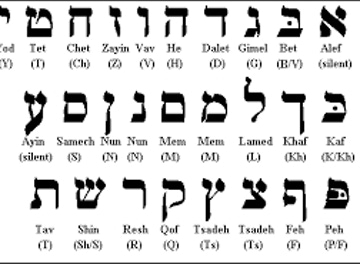 א בּ ג ד ה ו ז ח ט
Tet Chet Zayin Vav He Dalet Gimel Bet Alef
(Y) (T) (Ch) (Z) (V) (H) (D) (G) (B/V) (silent)
כּ ך ל מ ם נ ן ס ע
Ayin Samech Nun Nun Mem Mem Lamed Khaf Kaf
(silent) (S) (N) (N) (M) (M) (L) (Kh) (K/Kh)
פּ ף צ ץ ק ר ש ת
Tav Shin Resh Qof Tsadeh Tsadeh Feh Peh
(T) (Sh/S) (R) (Q) (Ts) (Ts) (F) (P/F)